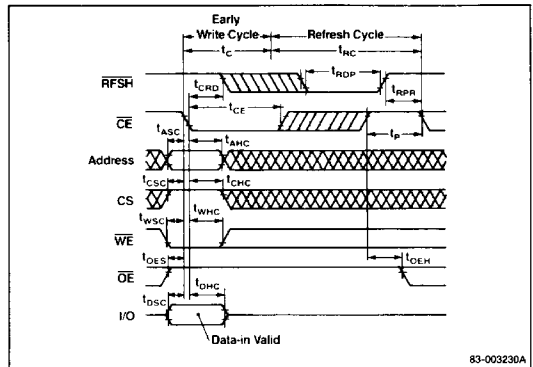 Early
Write Cycle Refresh Cycle
tC tRC
tRDP
RFSH
tCRD tRPR
tCE
CE
tASC tAHC tP
Address
tCSC tCHC
CS
tWSC tWHC
WE
tOES tOEH
OE
tDSC tDHC
I/O
Data-in Valid
83-003230A